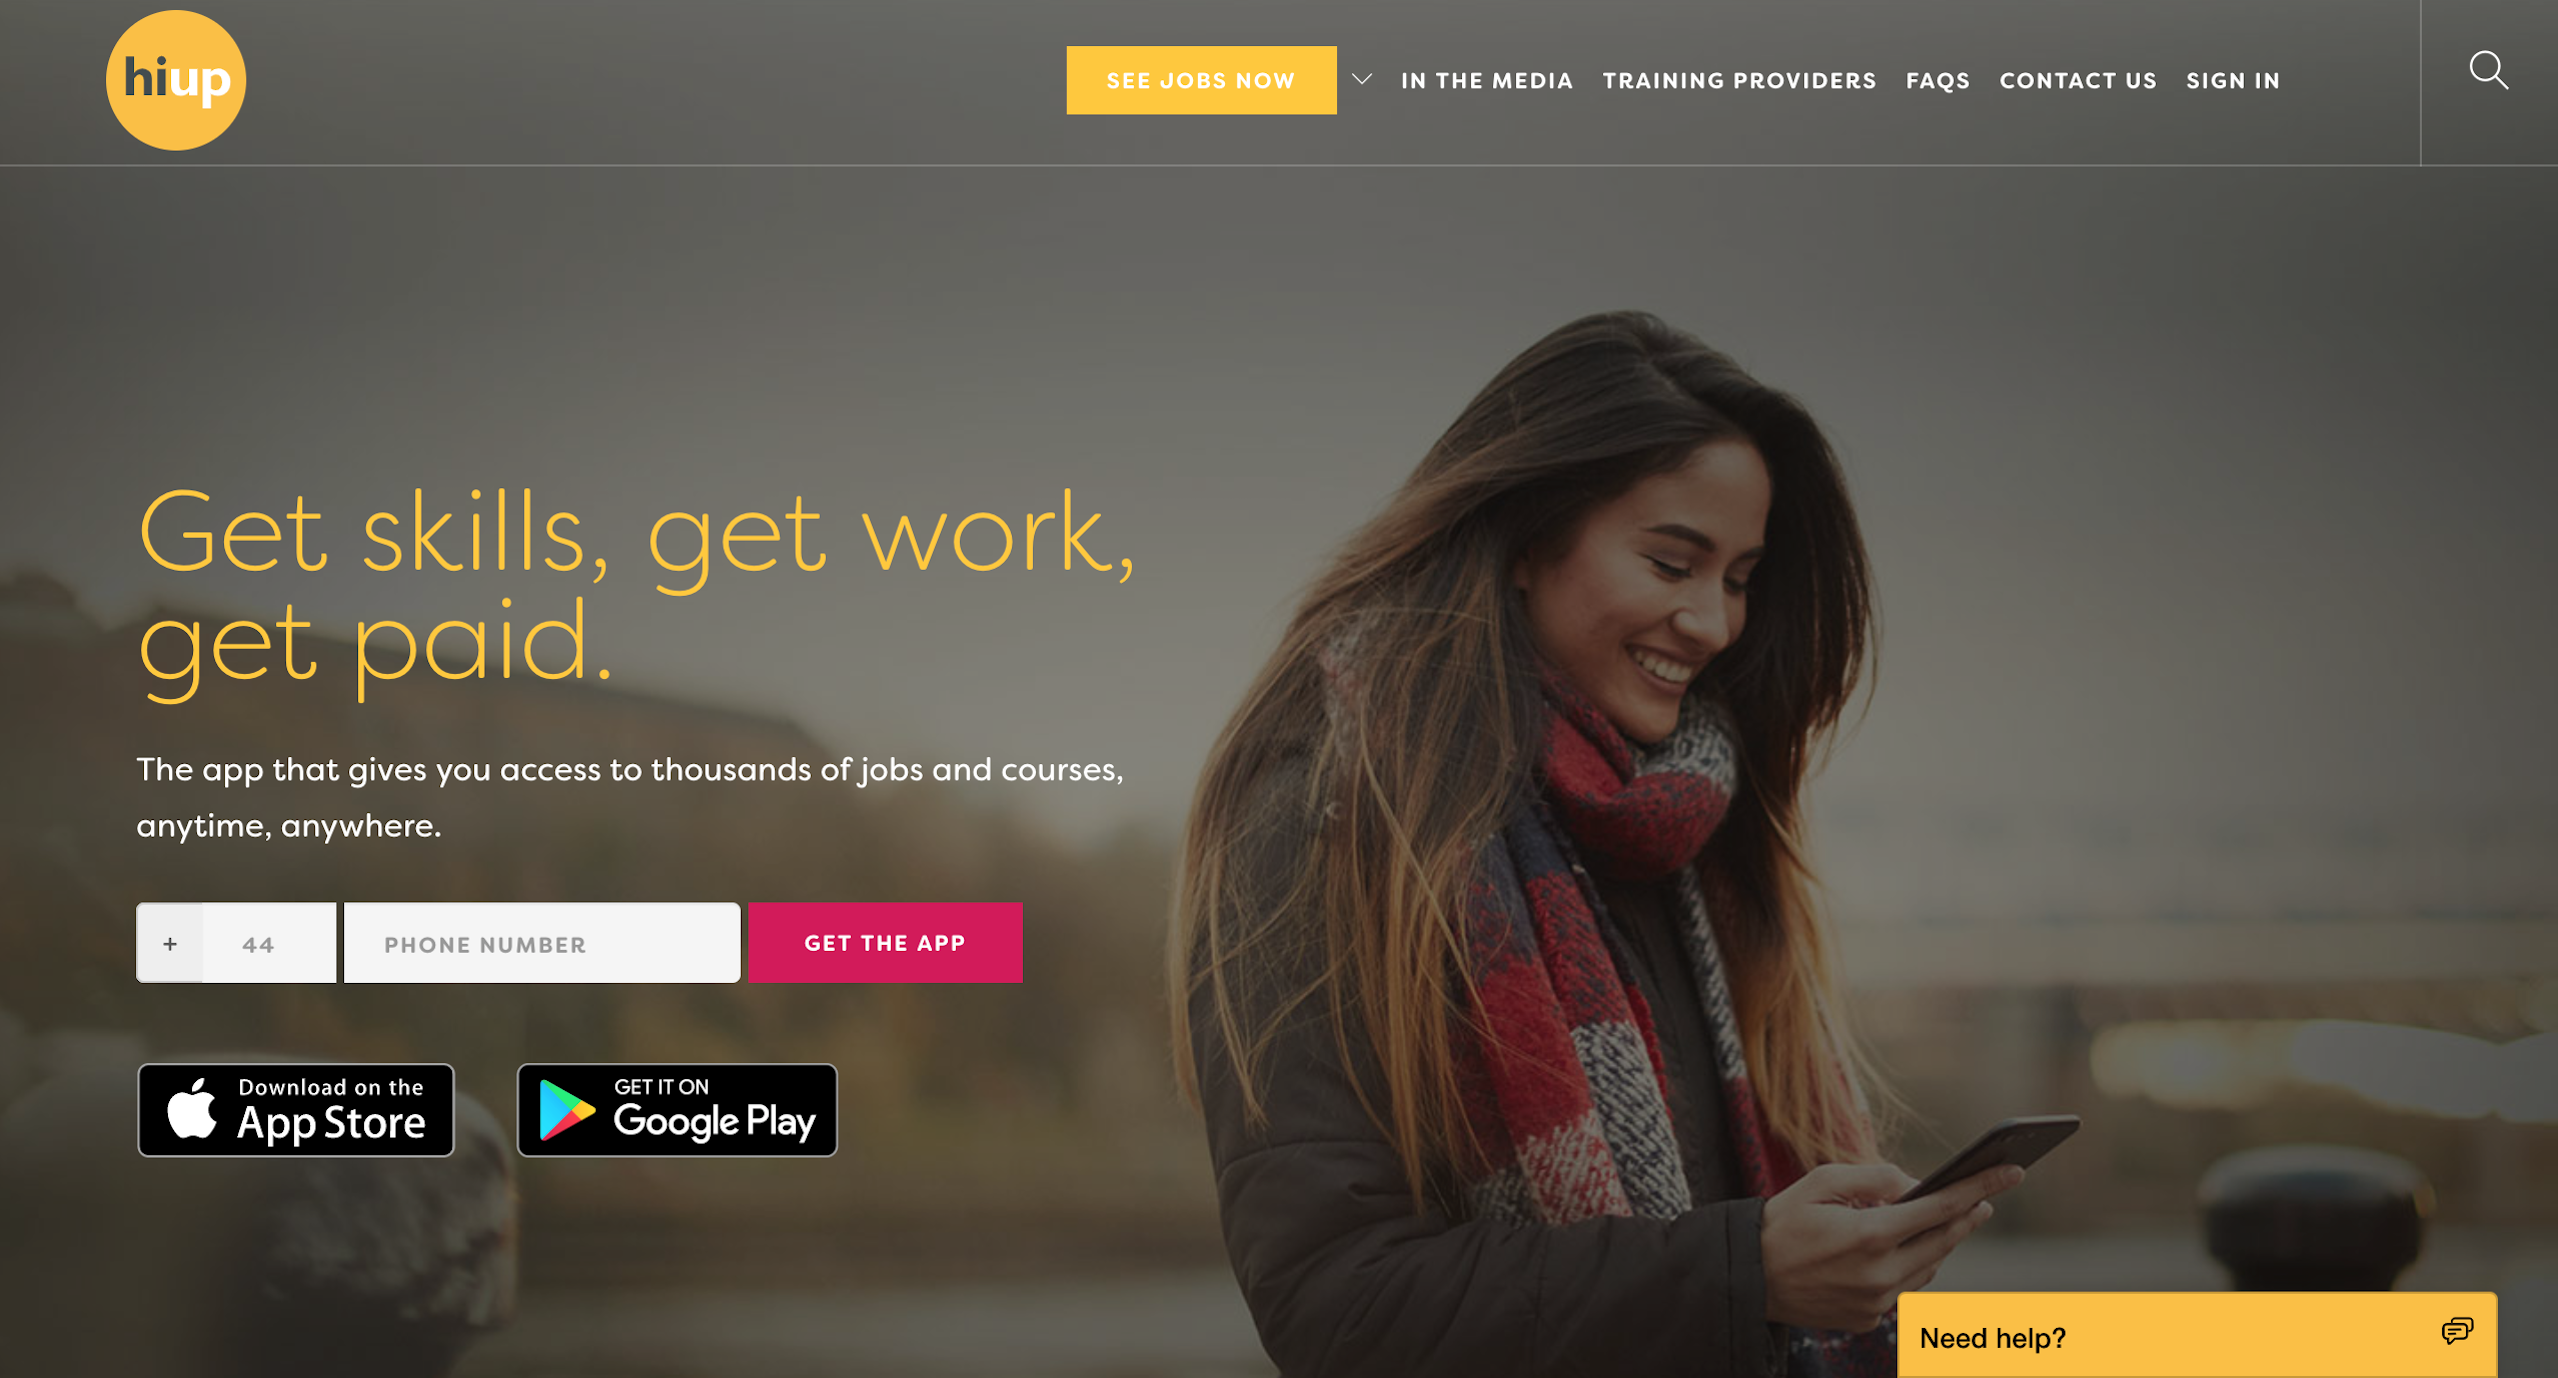 hiup
SEE JOBS NOW
IN THE MEDIA
TRAINING PROVIDERS
FAQS
CONTACT US
SIGN IN
Get skills, get work,
get paid.
The app that gives you access to thousands of jobs and courses,
anytime, anywhere.
+ 44
PHONE NUMBER
GET THE APP
Download on the
App Store
GET IT ON
Google Play
Need help?